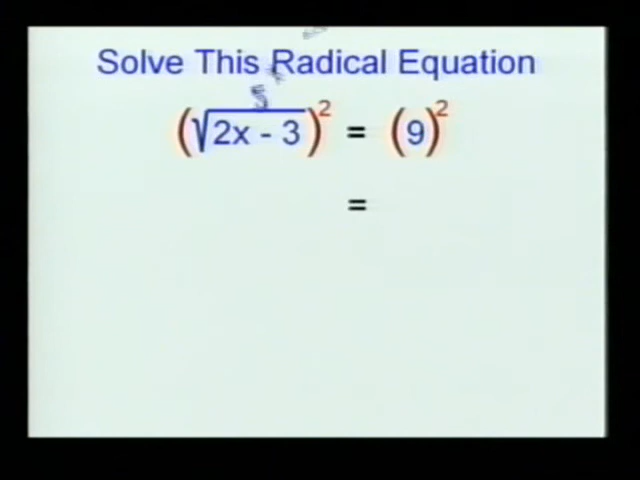 Solve This Radical Equation
(√2x - 3)² = (9)²
=